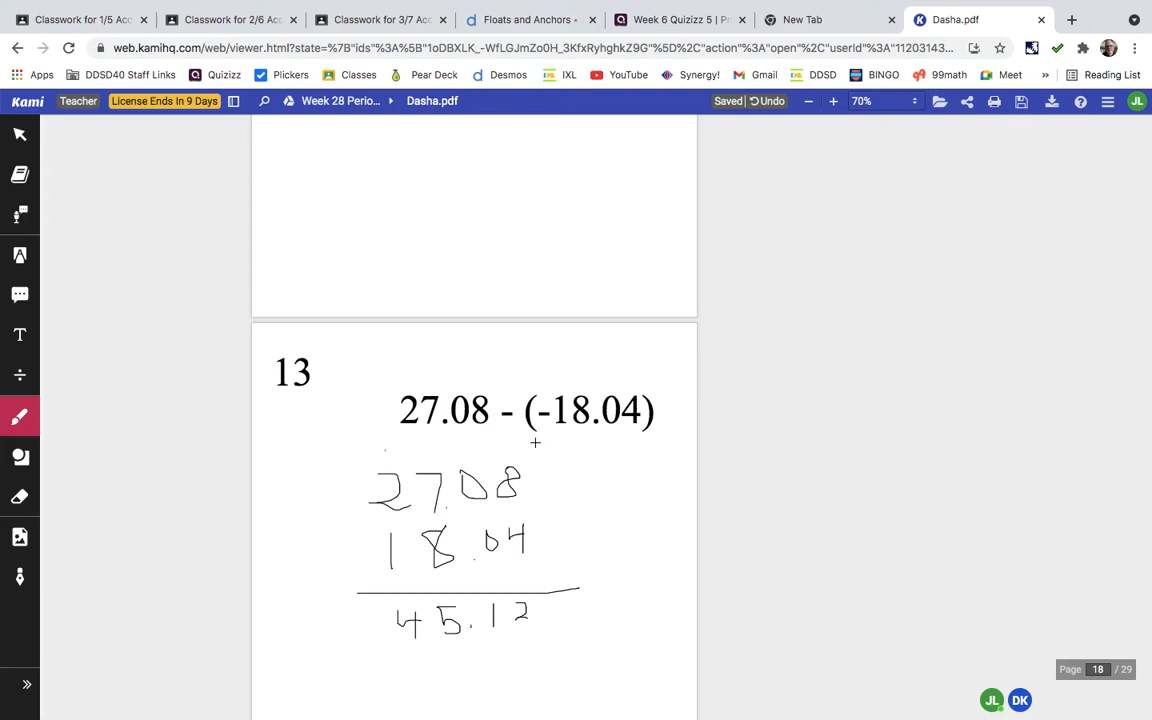 Classwork for 1/5 Acc
Classwork for 2/6 Acc
Classwork for 3/7 Acc
Floats and Anchors •
Week 6 Quizizz 5 | P
New Tab
Dasha.pdf
web.kamihq.com/web/viewer.html?state=%7B"ids"%3A%5B"1oDBXLK_-WfLGJmZo0H_3KfxRyhghkZ9G"%5D%2C"action"%3A"open"%2C"userId"%3A"11203143...
Apps
DDSD40 Staff Links
Quizizz
Plickers
Classes
Pear Deck
Desmos
IXL
YouTube
Synergy!
Gmail
DDSD
BINGO
99math
Meet
»
Reading List
Kami
Teacher
License Ends In 9 Days
Week 28 Perio...
Dasha.pdf
Saved
Undo
70%
JL
13
27.08 - (-18.04)
27.08
18.04
45.12
Page 18 / 29
JL
DK